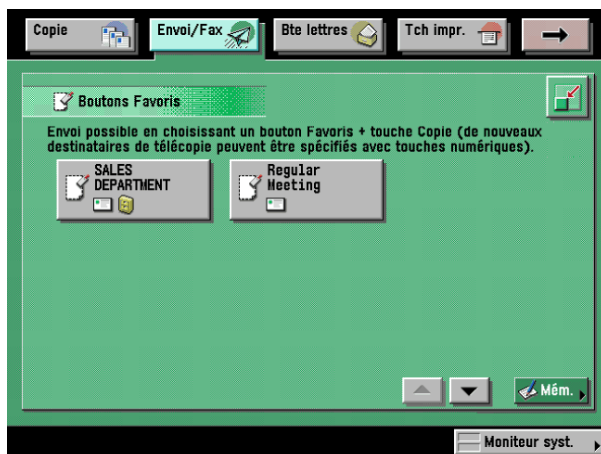 Copie
Envoi/Fax
Bte lettres
Tch impr.
Boutons Favoris
Envoi possible en choisissant un bouton Favoris + touche Copie (de nouveaux
destinataires de télécopie peuvent être spécifiés avec touches numériques).
SALES
DEPARTMENT
Regular
Meeting
Mém.
Moniteur syst.